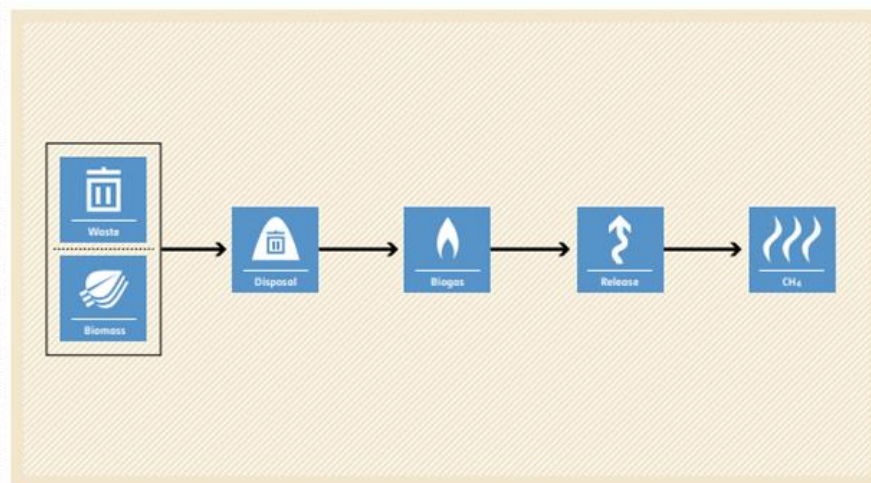 Waste
Biomass
Disposal
Biogas
Release
CH₄